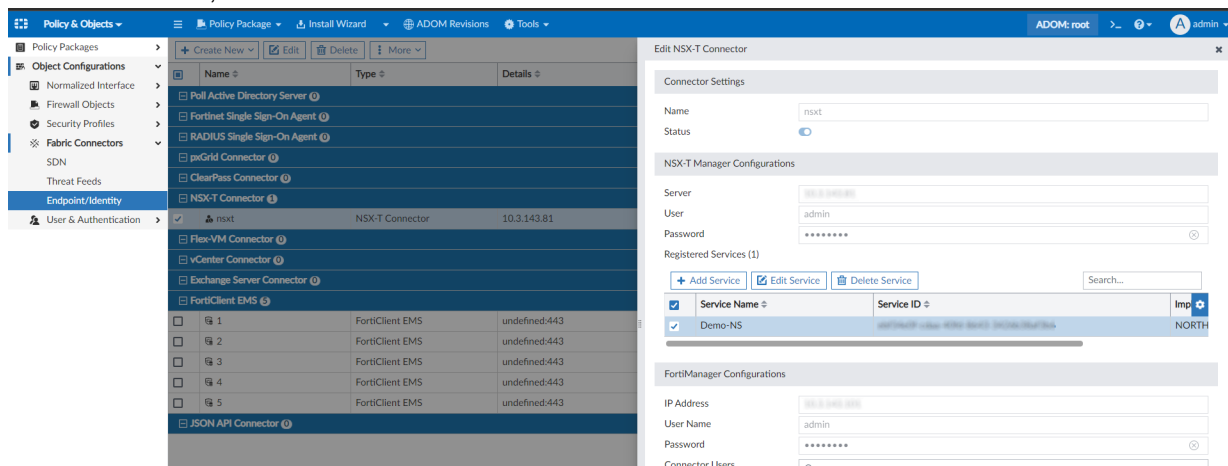 Policy & Objects
Policy Package
Install Wizard
ADOM Revisions
Tools
ADOM: root
A admin
Policy Packages
Object Configurations
Normalized Interface
Firewall Objects
Security Profiles
Fabric Connectors
SDN
Threat Feeds
Endpoint/Identity
User & Authentication
Create New Edit Delete More
Name Type Details
Poll Active Directory Server (0)
Fortinet Single Sign-On Agent (0)
RADIUS Single Sign-On Agent (0)
pxGrid Connector (0)
ClearPass Connector (0)
NSX-T Connector (1)
nsxt NSX-T Connector 10.3.143.81
Flex-VM Connector (0)
vCenter Connector (0)
Exchange Server Connector (0)
FortiClient EMS (5)
1 FortiClient EMS undefined:443
2 FortiClient EMS undefined:443
3 FortiClient EMS undefined:443
4 FortiClient EMS undefined:443
5 FortiClient EMS undefined:443
JSON API Connector (0)
Edit NSX-T Connector
Connector Settings
Name nsxt
Status
NSX-T Manager Configurations
Server
User admin
Password ••••••••
Registered Services (1)
Add Service Edit Service Delete Service Search...
Service Name Service ID Imp
Demo-NS NORTH
FortiManager Configurations
IP Address
User Name admin
Password ••••••••
Connector Users